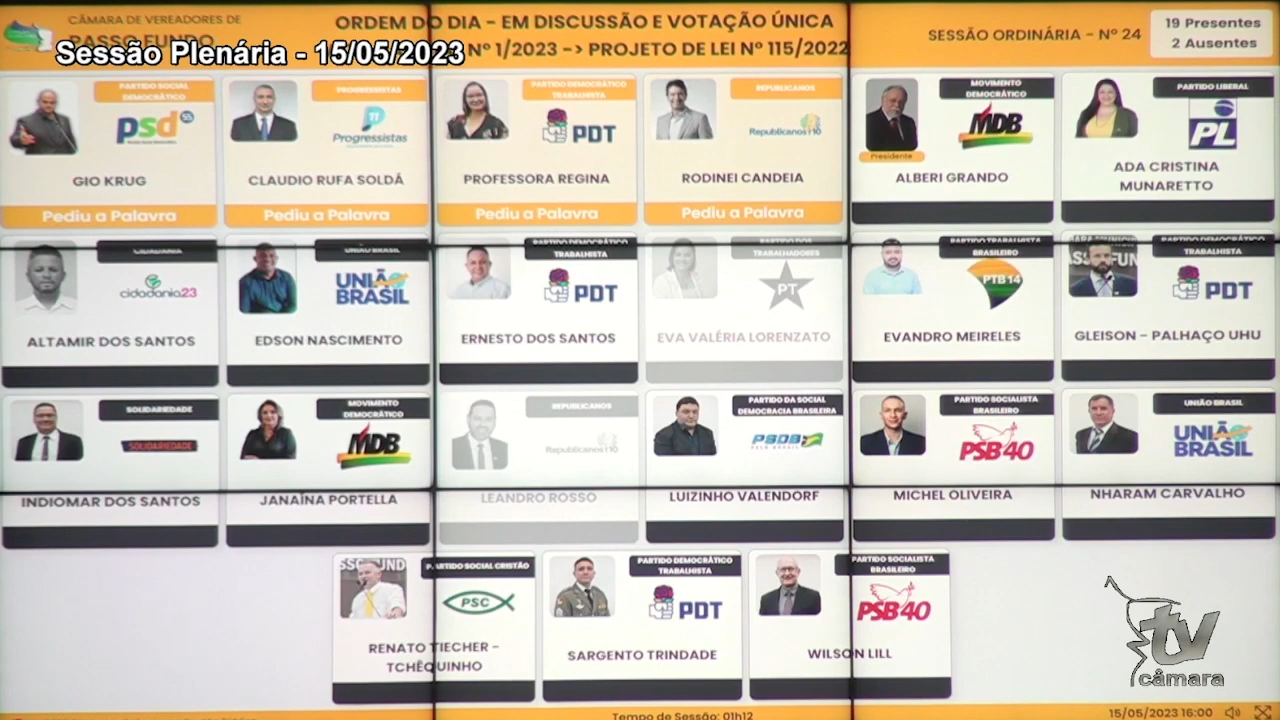 CÂMARA DE VEREADORES DE
PASSO FUNDO
Sessão Plenária - 15/05/2023
ORDEM DO DIA - EM DISCUSSÃO E VOTAÇÃO ÚNICA
Nº 1/2023 -> PROJETO DE LEI Nº 115/2022
SESSÃO ORDINÁRIA - Nº 24
19 Presentes
2 Ausentes
PARTIDO SOCIAL
DEMOCRÁTICO
psd 55
GIO KRUG
Pediu a Palavra
PROGRESSISTAS
11
Progressistas
CLAUDIO RUFA SOLDÁ
Pediu a Palavra
PARTIDO DEMOCRÁTICO
TRABALHISTA
PDT
PROFESSORA REGINA
Pediu a Palavra
REPUBLICANOS
Republicanos 10
RODINEI CANDEIA
Pediu a Palavra
MOVIMENTO
DEMOCRÁTICO
MDB
Presidente
ALBERI GRANDO
PARTIDO LIBERAL
PL
ADA CRISTINA
MUNARETTO
CIDADANIA
cidadania23
ALTAMIR DOS SANTOS
UNIÃO BRASIL
UNIÃO
BRASIL
EDSON NASCIMENTO
PARTIDO DEMOCRÁTICO
TRABALHISTA
PDT
ERNESTO DOS SANTOS
PARTIDO DOS
TRABALHADORES
PT
EVA VALÉRIA LORENZATO
PARTIDO TRABALHISTA
BRASILEIRO
PTB 14
EVANDRO MEIRELES
PARTIDO DEMOCRÁTICO
TRABALHISTA
PDT
GLEISON - PALHAÇO UHU
SOLIDARIEDADE
SOLIDARIEDADE
INDIOMAR DOS SANTOS
MOVIMENTO
DEMOCRÁTICO
MDB
JANAÍNA PORTELLA
REPUBLICANOS
Republicanos 10
LEANDRO ROSSO
PARTIDO DA SOCIAL
DEMOCRACIA BRASILEIRA
PSDB
LUIZINHO VALENDORF
PARTIDO SOCIALISTA
BRASILEIRO
PSB 40
MICHEL OLIVEIRA
UNIÃO BRASIL
UNIÃO
BRASIL
NHARAM CARVALHO
PARTIDO SOCIAL CRISTÃO
PSC
RENATO TIECHER -
TCHÊQUINHO
PARTIDO DEMOCRÁTICO
TRABALHISTA
PDT
SARGENTO TRINDADE
PARTIDO SOCIALISTA
BRASILEIRO
PSB 40
WILSON LILL
tv
câmara
Tempo de Sessão: 01h12
15/05/2023 16:00